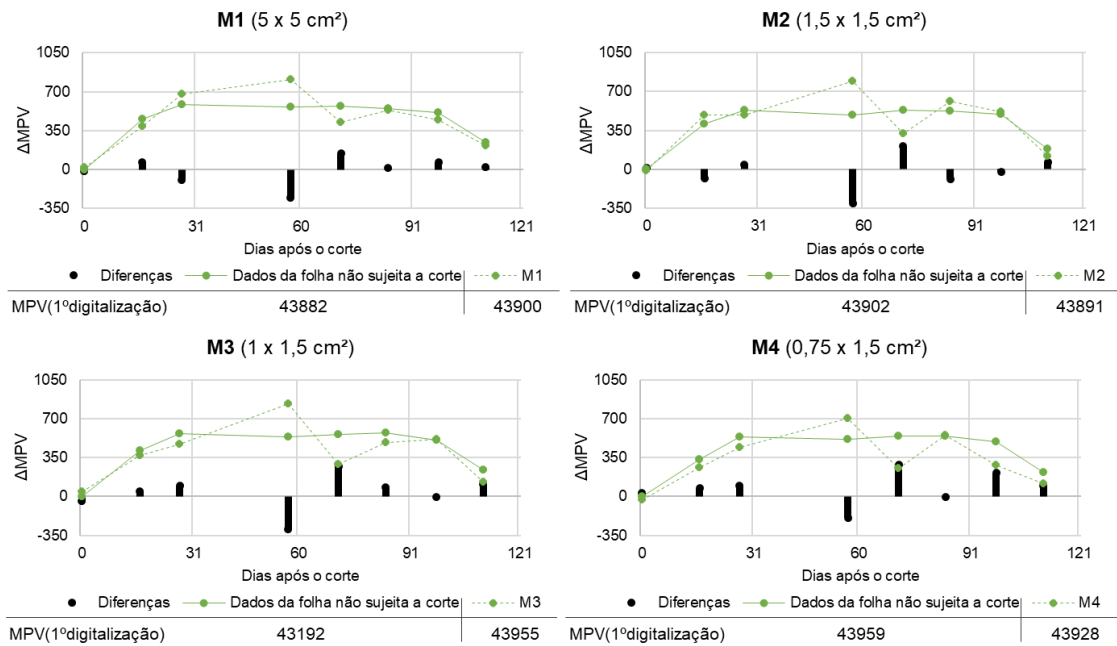 M1 (5 x 5 cm²)
1050
700
350
0
-350
ΔMPV
0 31 60 91 121
Dias após o corte
Diferenças Dados da folha não sujeita a corte M1
MPV(1ºdigitalização) 43882 43900
M2 (1,5 x 1,5 cm²)
1050
700
350
0
-350
ΔMPV
0 31 60 91 121
Dias após o corte
Diferenças Dados da folha não sujeita a corte M2
MPV(1ºdigitalização) 43902 43891
M3 (1 x 1,5 cm²)
1050
700
350
0
-350
ΔMPV
0 31 60 91 121
Dias após o corte
Diferenças Dados da folha não sujeita a corte M3
MPV(1ºdigitalização) 43192 43955
M4 (0,75 x 1,5 cm²)
1050
700
350
0
-350
ΔMPV
0 31 60 91 121
Dias após o corte
Diferenças Dados da folha não sujeita a corte M4
MPV(1ºdigitalização) 43959 43928